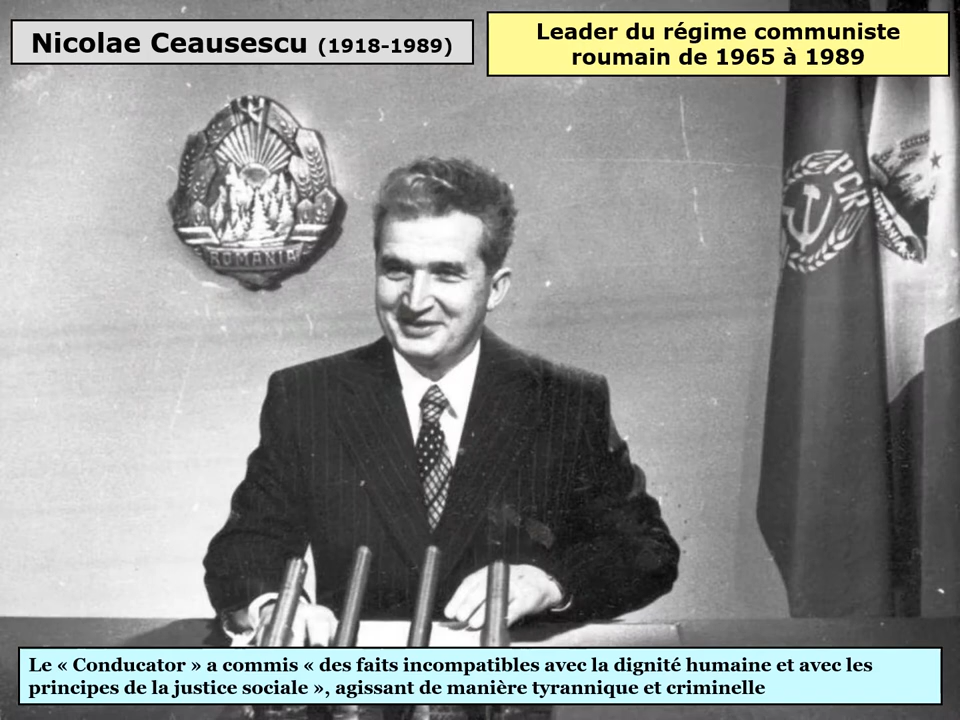 Nicolae Ceausescu (1918-1989)
Leader du régime communiste
roumain de 1965 à 1989
ROMANIA
PCR
ROMANIA
Le « Conducator » a commis « des faits incompatibles avec la dignité humaine et avec les
principes de la justice sociale », agissant de manière tyrannique et criminelle